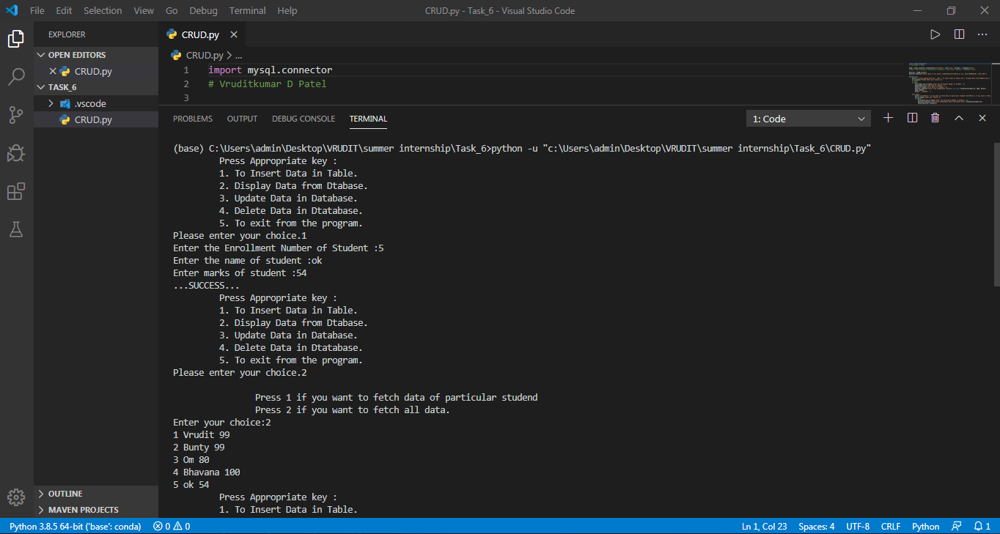 File Edit Selection View Go Debug Terminal Help CRUD.py - Task_6 - Visual Studio Code
EXPLORER
OPEN EDITORS
CRUD.py
TASK_6
.vscode
CRUD.py
OUTLINE
MAVEN PROJECTS
CRUD.py
CRUD.py > ...
1 import mysql.connector
2 # Vruditkumar D Patel
3
PROBLEMS OUTPUT DEBUG CONSOLE TERMINAL 1: Code
(base) C:\Users\admin\Desktop\VRUDIT\summer internship\Task_6>python -u "c:\Users\admin\Desktop\VRUDIT\summer internship\Task_6\CRUD.py"
Press Appropriate key :
1. To Insert Data in Table.
2. Display Data from Dtabase.
3. Update Data in Database.
4. Delete Data in Dtatabase.
5. To exit from the program.
Please enter your choice.1
Enter the Enrollment Number of Student :5
Enter the name of student :ok
Enter marks of student :54
...SUCCESS...
Press Appropriate key :
1. To Insert Data in Table.
2. Display Data from Dtabase.
3. Update Data in Database.
4. Delete Data in Dtatabase.
5. To exit from the program.
Please enter your choice.2
Press 1 if you want to fetch data of particular studend
Press 2 if you want to fetch all data.
Enter your choice:2
1 Vrudit 99
2 Bunty 99
3 Om 80
4 Bhavana 100
5 ok 54
Press Appropriate key :
1. To Insert Data in Table.
Python 3.8.5 64-bit ('base': conda) 0 0 Ln 1, Col 23 Spaces: 4 UTF-8 CRLF Python 1